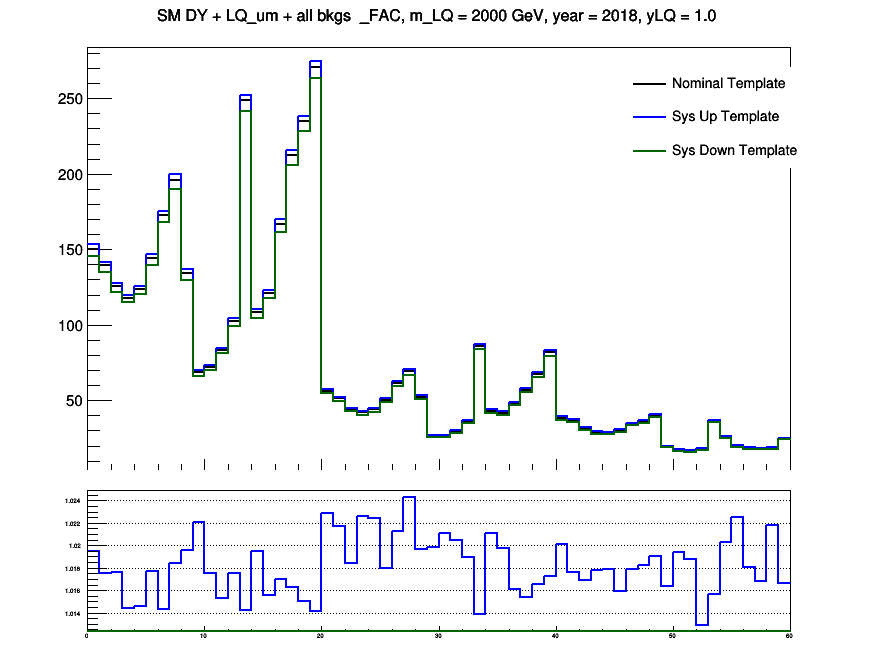 SM DY + LQ_um + all bkgs _FAC, m_LQ = 2000 GeV, year = 2018, yLQ = 1.0
Nominal Template
Sys Up Template
Sys Down Template
250
200
150
100
50
1.024
1.022
1.02
1.018
1.016
1.014
0 10 20 30 40 50 60